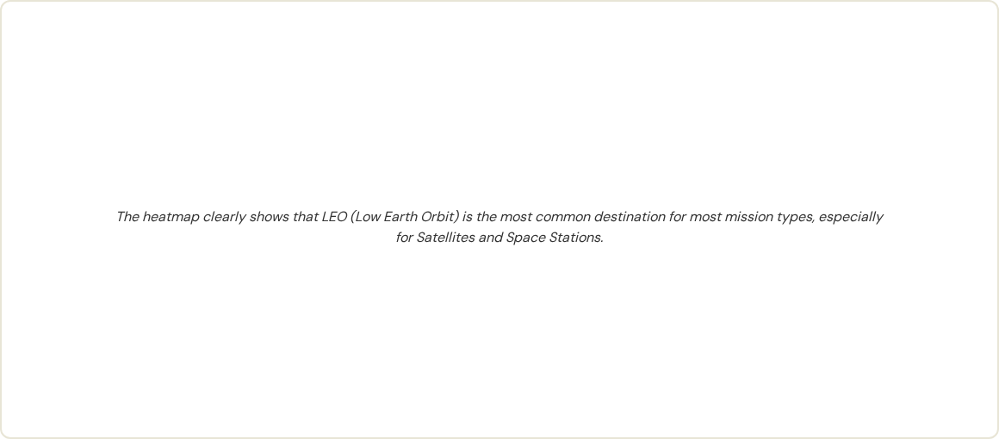 The heatmap clearly shows that LEO (Low Earth Orbit) is the most common destination for most mission types, especially
for Satellites and Space Stations.